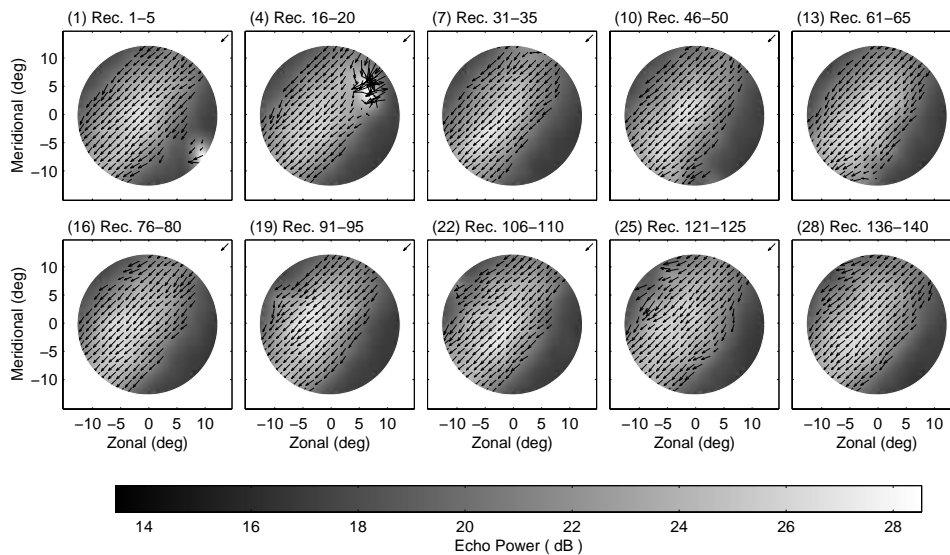 (1) Rec. 1−5
(4) Rec. 16−20
(7) Rec. 31−35
(10) Rec. 46−50
(13) Rec. 61−65
10
5
0
−5
−10
Meridional (deg)
(16) Rec. 76−80
(19) Rec. 91−95
(22) Rec. 106−110
(25) Rec. 121−125
(28) Rec. 136−140
10
5
0
−5
−10
Meridional (deg)
−10 −5 0 5 10
−10 −5 0 5 10
−10 −5 0 5 10
−10 −5 0 5 10
−10 −5 0 5 10
Zonal (deg)
Zonal (deg)
Zonal (deg)
Zonal (deg)
Zonal (deg)
14 16 18 20 22 24 26 28
Echo Power ( dB )